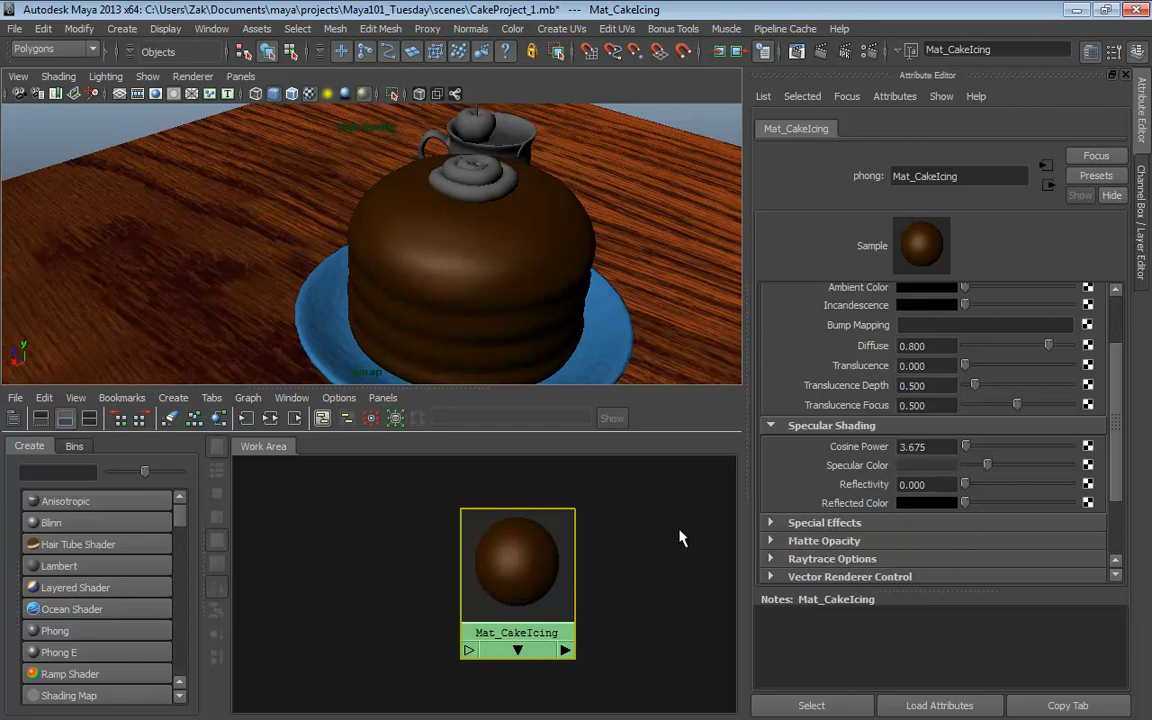 Autodesk Maya 2013 x64: C:\Users\Zak\Documents\maya\projects\Maya101_Tuesday\scenes\CakeProject_1.mb* --- Mat_CakeIcing
File Edit Modify Create Display Window Assets Select Mesh Edit Mesh Proxy Normals Color Create UVs Edit UVs Bonus Tools Muscle Pipeline Cache Help
Polygons Objects Mat_CakeIcing
View Shading Lighting Show Renderer Panels
Attribute Editor
List Selected Focus Attributes Show Help
Mat_CakeIcing
phong: Mat_CakeIcing
Focus
Presets
Show Hide
Sample
Ambient Color
Incandescence
Bump Mapping
Diffuse 0.800
Translucence 0.000
Translucence Depth 0.500
Translucence Focus 0.500
Specular Shading
Cosine Power 3.675
Specular Color
Reflectivity 0.000
Reflected Color
Special Effects
Matte Opacity
Raytrace Options
Vector Renderer Control
Notes: Mat_CakeIcing
Select Load Attributes Copy Tab
Attribute Editor
Channel Box / Layer Editor
y
File Edit View Bookmarks Create Tabs Graph Window Options Panels
Show
Create Bins
Work Area
Anisotropic
Blinn
Hair Tube Shader
Lambert
Layered Shader
Ocean Shader
Phong
Phong E
Ramp Shader
Shading Map
Mat_CakeIcing